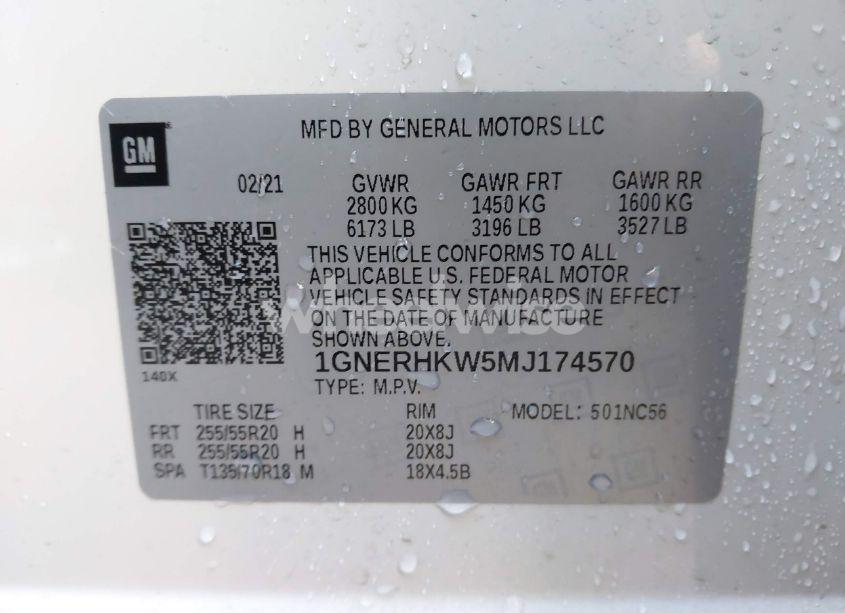 GM
MFD BY GENERAL MOTORS LLC
02/21 GVWR GAWR FRT GAWR RR
2800 KG 1450 KG 1600 KG
6173 LB 3196 LB 3527 LB
THIS VEHICLE CONFORMS TO ALL
APPLICABLE U.S. FEDERAL MOTOR
VEHICLE SAFETY STANDARDS IN EFFECT
ON THE DATE OF MANUFACTURE
SHOWN ABOVE.
1GNERHKW5MJ174570
140X
TYPE: M.P.V.
TIRE SIZE RIM MODEL: 501NC56
FRT 255/55R20 H 20X8J
RR 255/55R20 H 20X8J
SPA T135/70R18 M 18X4.5B